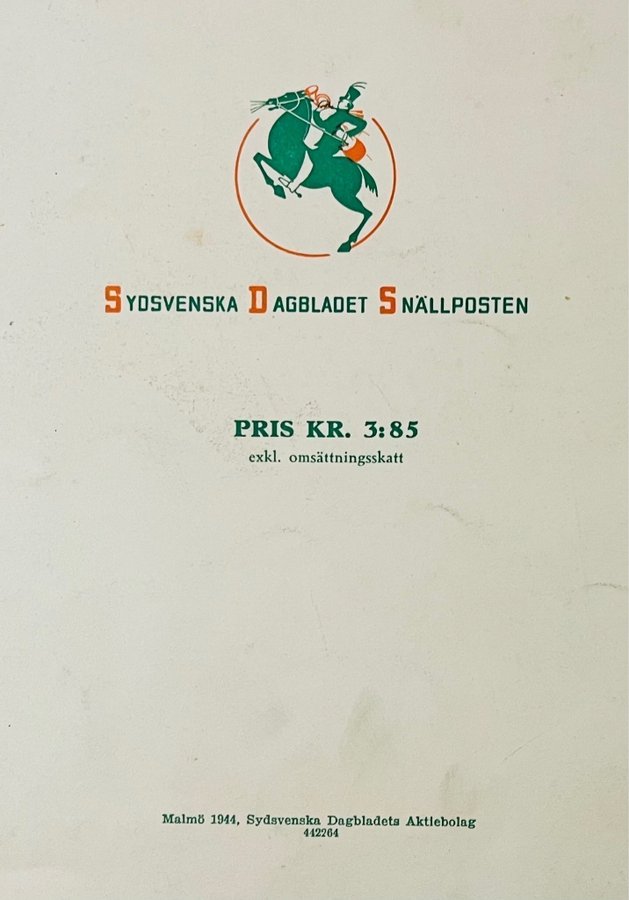 SYDSVENSKA DAGBLADET SNÄLLPOSTEN
PRIS KR. 3:85
exkl. omsättningsskatt
Malmö 1944, Sydsvenska Dagbladets Aktiebolag
442264